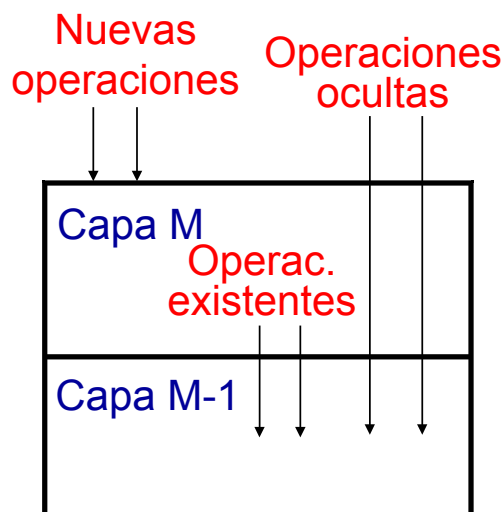 Nuevas
operaciones
Operaciones
ocultas
Capa M
Operac.
existentes
Capa M-1